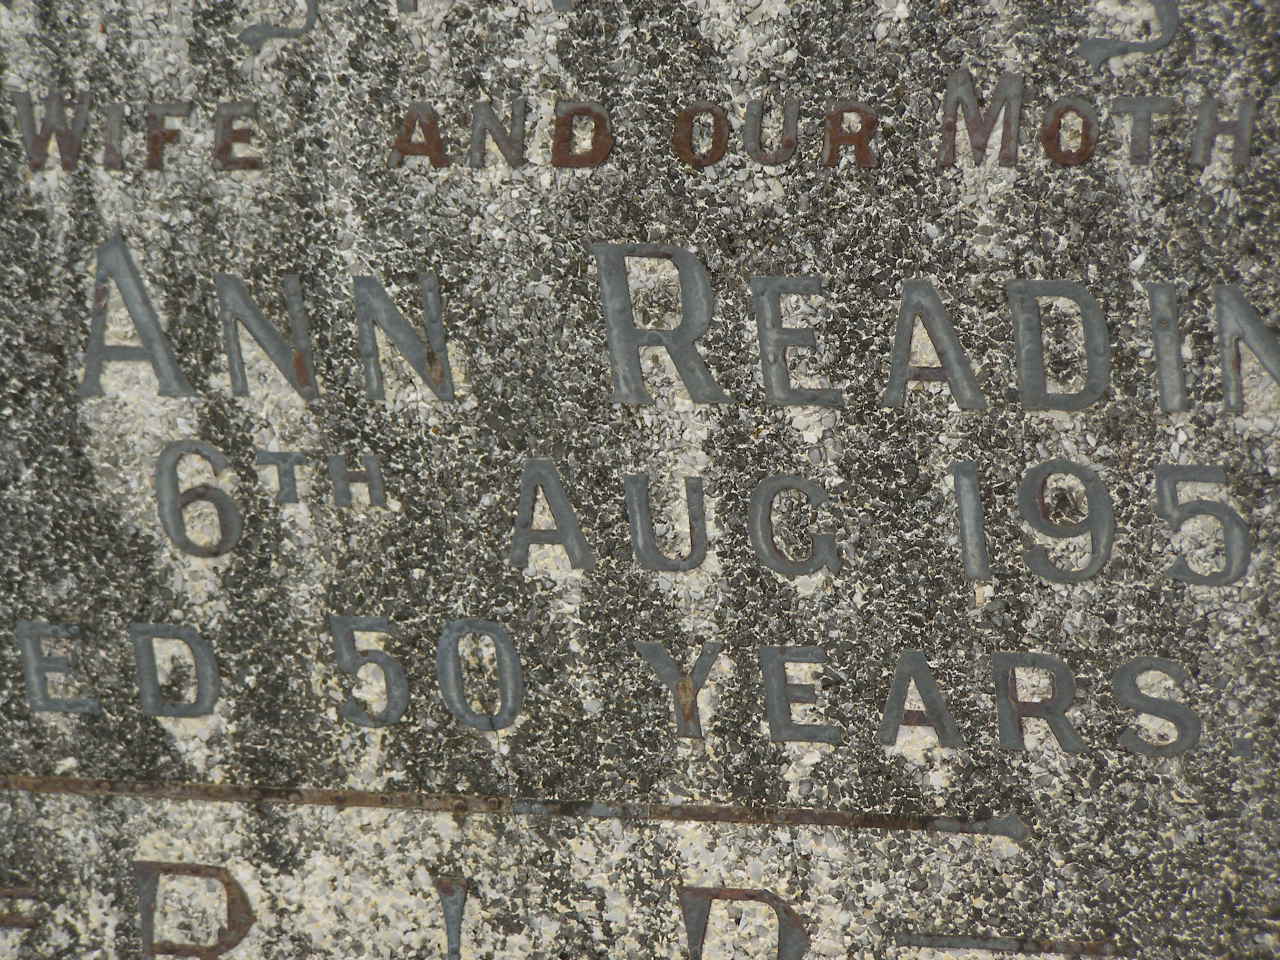 WIFE AND OUR MOTH
ANN READIN
6TH AUG 195
ED 50 YEARS.